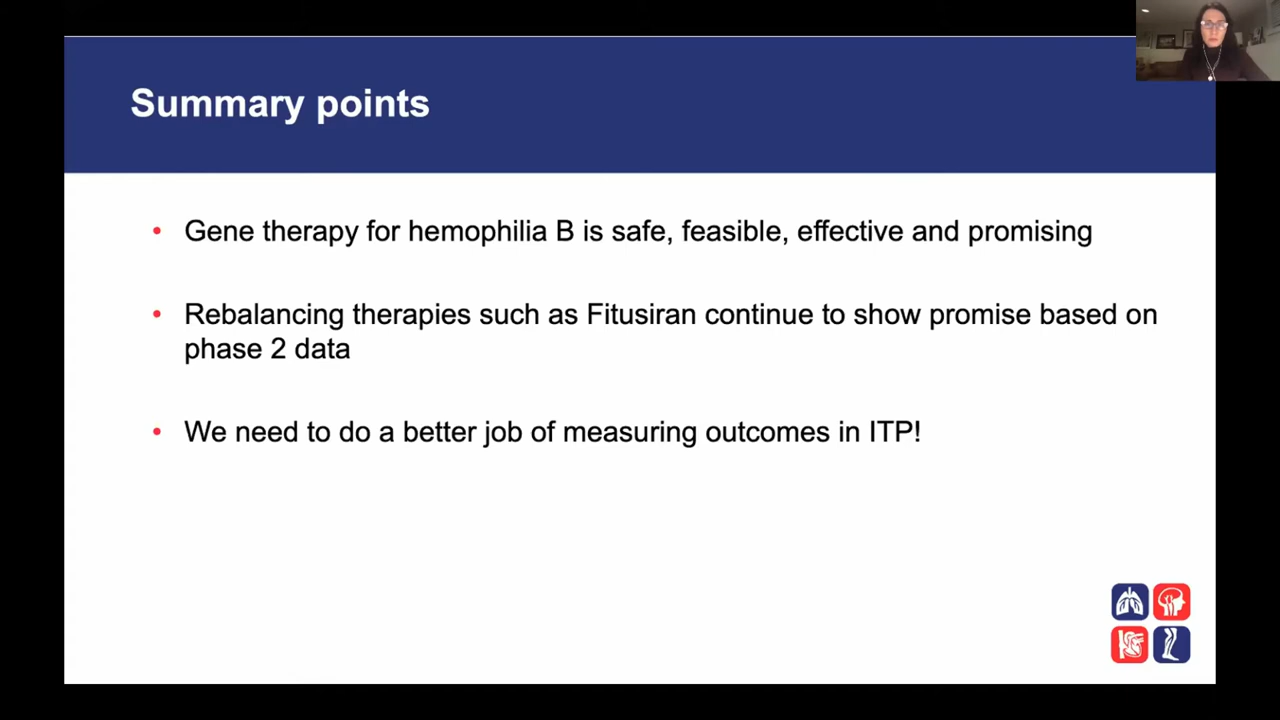 Summary points
• Gene therapy for hemophilia B is safe, feasible, effective and promising
• Rebalancing therapies such as Fitusiran continue to show promise based on
phase 2 data
• We need to do a better job of measuring outcomes in ITP!